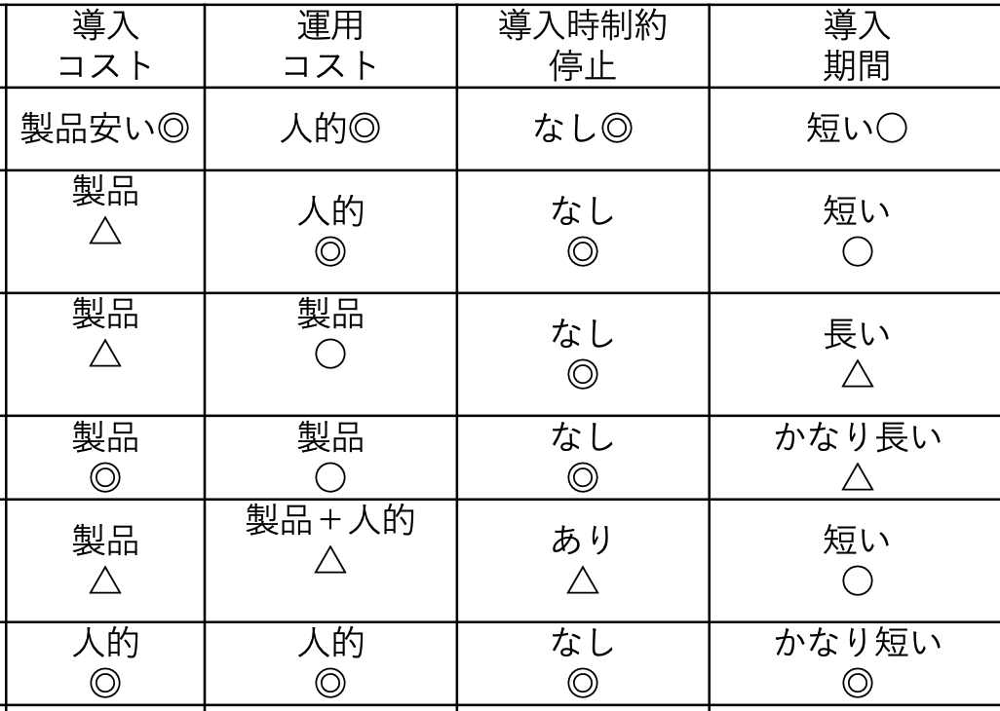 導入
コスト
運用
コスト
導入時制約
停止
導入
期間
製品安い◎
人的◎
なし◎
短い○
製品
△
人的
◎
なし
◎
短い
○
製品
△
製品
○
なし
◎
長い
△
製品
◎
製品
○
なし
◎
かなり長い
△
製品
△
製品＋人的
△
あり
△
短い
○
人的
◎
人的
◎
なし
◎
かなり短い
◎